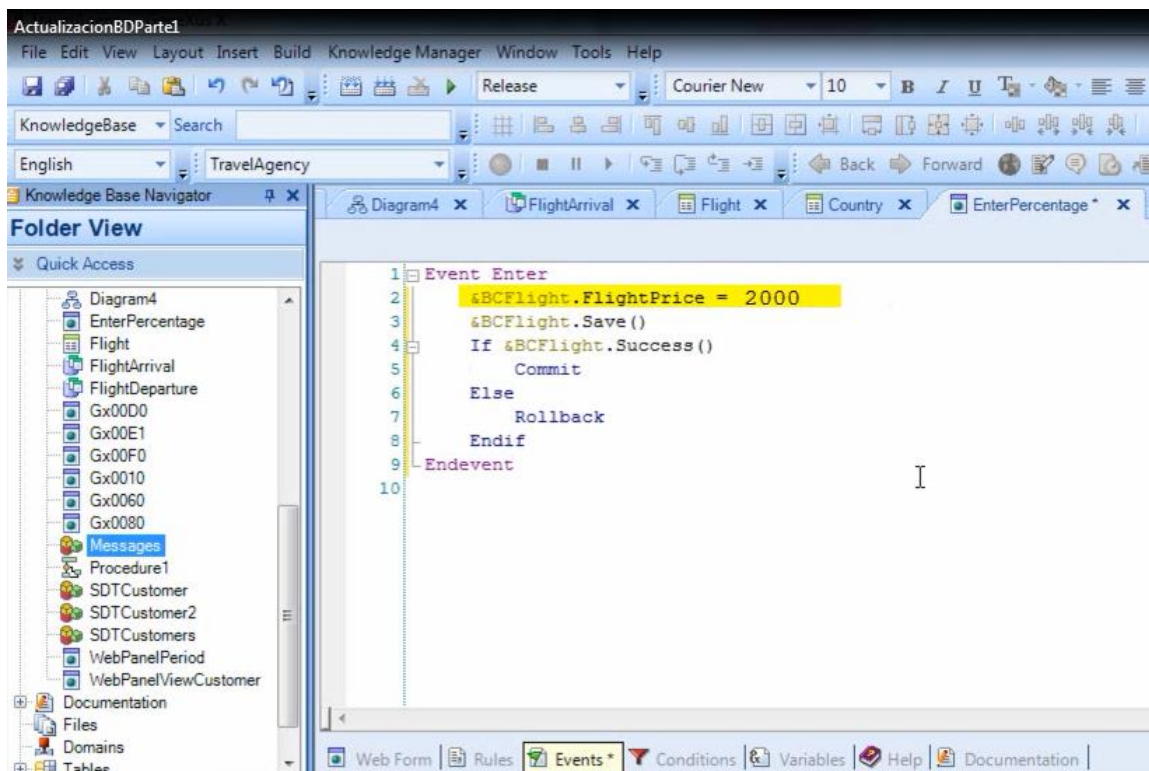 ActualizacionBDParte1
File Edit View Layout Insert Build Knowledge Manager Window Tools Help
Release Courier New 10 B I U
KnowledgeBase Search
English TravelAgency Back Forward
Knowledge Base Navigator
Diagram4 FlightArrival Flight Country EnterPercentage *
Folder View
Quick Access
Diagram4
EnterPercentage
Flight
FlightArrival
FlightDeparture
Gx00D0
Gx00E1
Gx00F0
Gx0010
Gx0060
Gx0080
Messages
Procedure1
SDTCustomer
SDTCustomer2
SDTCustomers
WebPanelPeriod
WebPanelViewCustomer
Documentation
Files
Domains
Tables
1 Event Enter
2 &BCFlight.FlightPrice = 2000
3 &BCFlight.Save()
4 If &BCFlight.Success()
5 Commit
6 Else
7 Rollback
8 Endif
9 Endevent
10
Web Form Rules Events * Conditions Variables Help Documentation